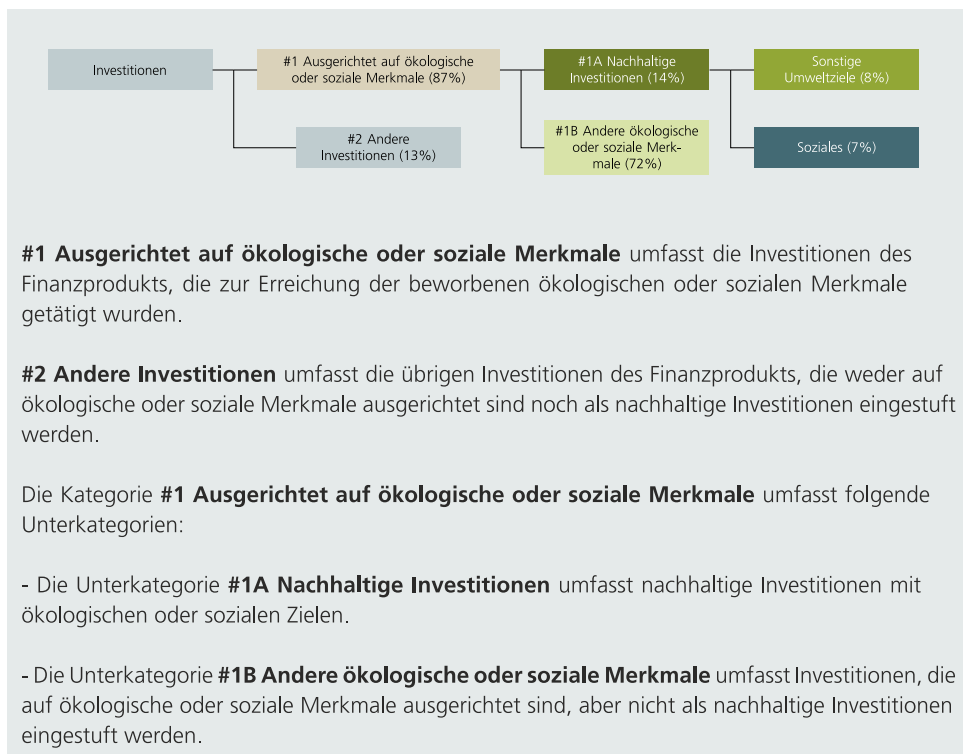 Investitionen
#1 Ausgerichtet auf ökologische
oder soziale Merkmale (87%)
#1A Nachhaltige
Investitionen (14%)
Sonstige
Umweltziele (8%)
#2 Andere
Investitionen (13%)
#1B Andere ökologische
oder soziale Merk-
male (72%)
Soziales (7%)
#1 Ausgerichtet auf ökologische oder soziale Merkmale umfasst die Investitionen des
Finanzprodukts, die zur Erreichung der beworbenen ökologischen oder sozialen Merkmale
getätigt wurden.
#2 Andere Investitionen umfasst die übrigen Investitionen des Finanzprodukts, die weder auf
ökologische oder soziale Merkmale ausgerichtet sind noch als nachhaltige Investitionen eingestuft
werden.
Die Kategorie #1 Ausgerichtet auf ökologische oder soziale Merkmale umfasst folgende
Unterkategorien:
- Die Unterkategorie #1A Nachhaltige Investitionen umfasst nachhaltige Investitionen mit
ökologischen oder sozialen Zielen.
- Die Unterkategorie #1B Andere ökologische oder soziale Merkmale umfasst Investitionen, die
auf ökologische oder soziale Merkmale ausgerichtet sind, aber nicht als nachhaltige Investitionen
eingestuft werden.